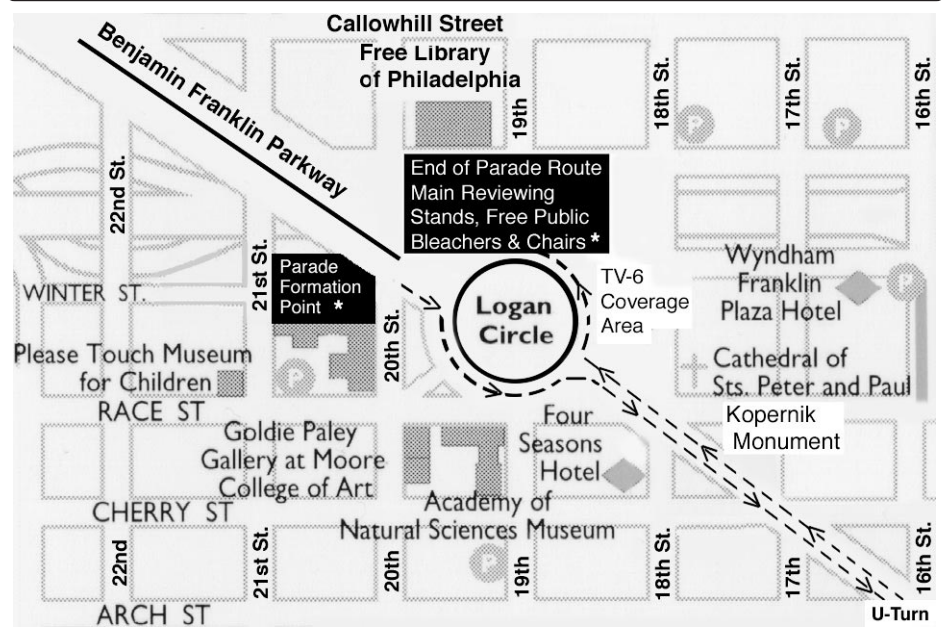 Callowhill Street
Benjamin Franklin Parkway
Free Library
of Philadelphia
19th
18th St.
17th St.
16th St.
P
P
22nd St.
End of Parade Route
Main Reviewing
Stands, Free Public
Bleachers & Chairs *
21st St.
Parade
Formation
Point *
WINTER ST.
20th St.
Logan
Circle
TV-6
Coverage
Area
Wyndham
Franklin
Plaza Hotel
P
Please Touch Museum
for Children
P
Cathedral of
Sts. Peter and Paul
RACE ST
Kopernik
Monument
Goldie Paley
Gallery at Moore
College of Art
Four
Seasons
Hotel
Academy of
Natural Sciences Museum
CHERRY ST
22nd
21st St.
20th
P
19th
18th St.
17th
16th St.
ARCH ST
U-Turn